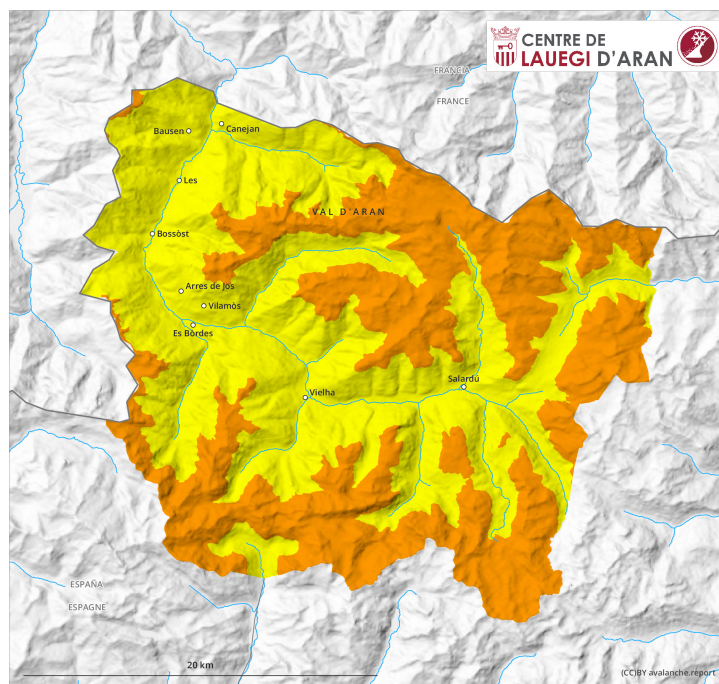 CENTRE DE
LAUEGI D'ARAN
FRANCIA
FRANCE
Bausen
Canejan
Les
VAL D'ARAN
Bossòst
Arres de Jos
Vilamòs
Es Bòrdes
Salardú
Vielha
ESPAÑA
ESPAGNE
20 km
(CC)BY avalanche.report